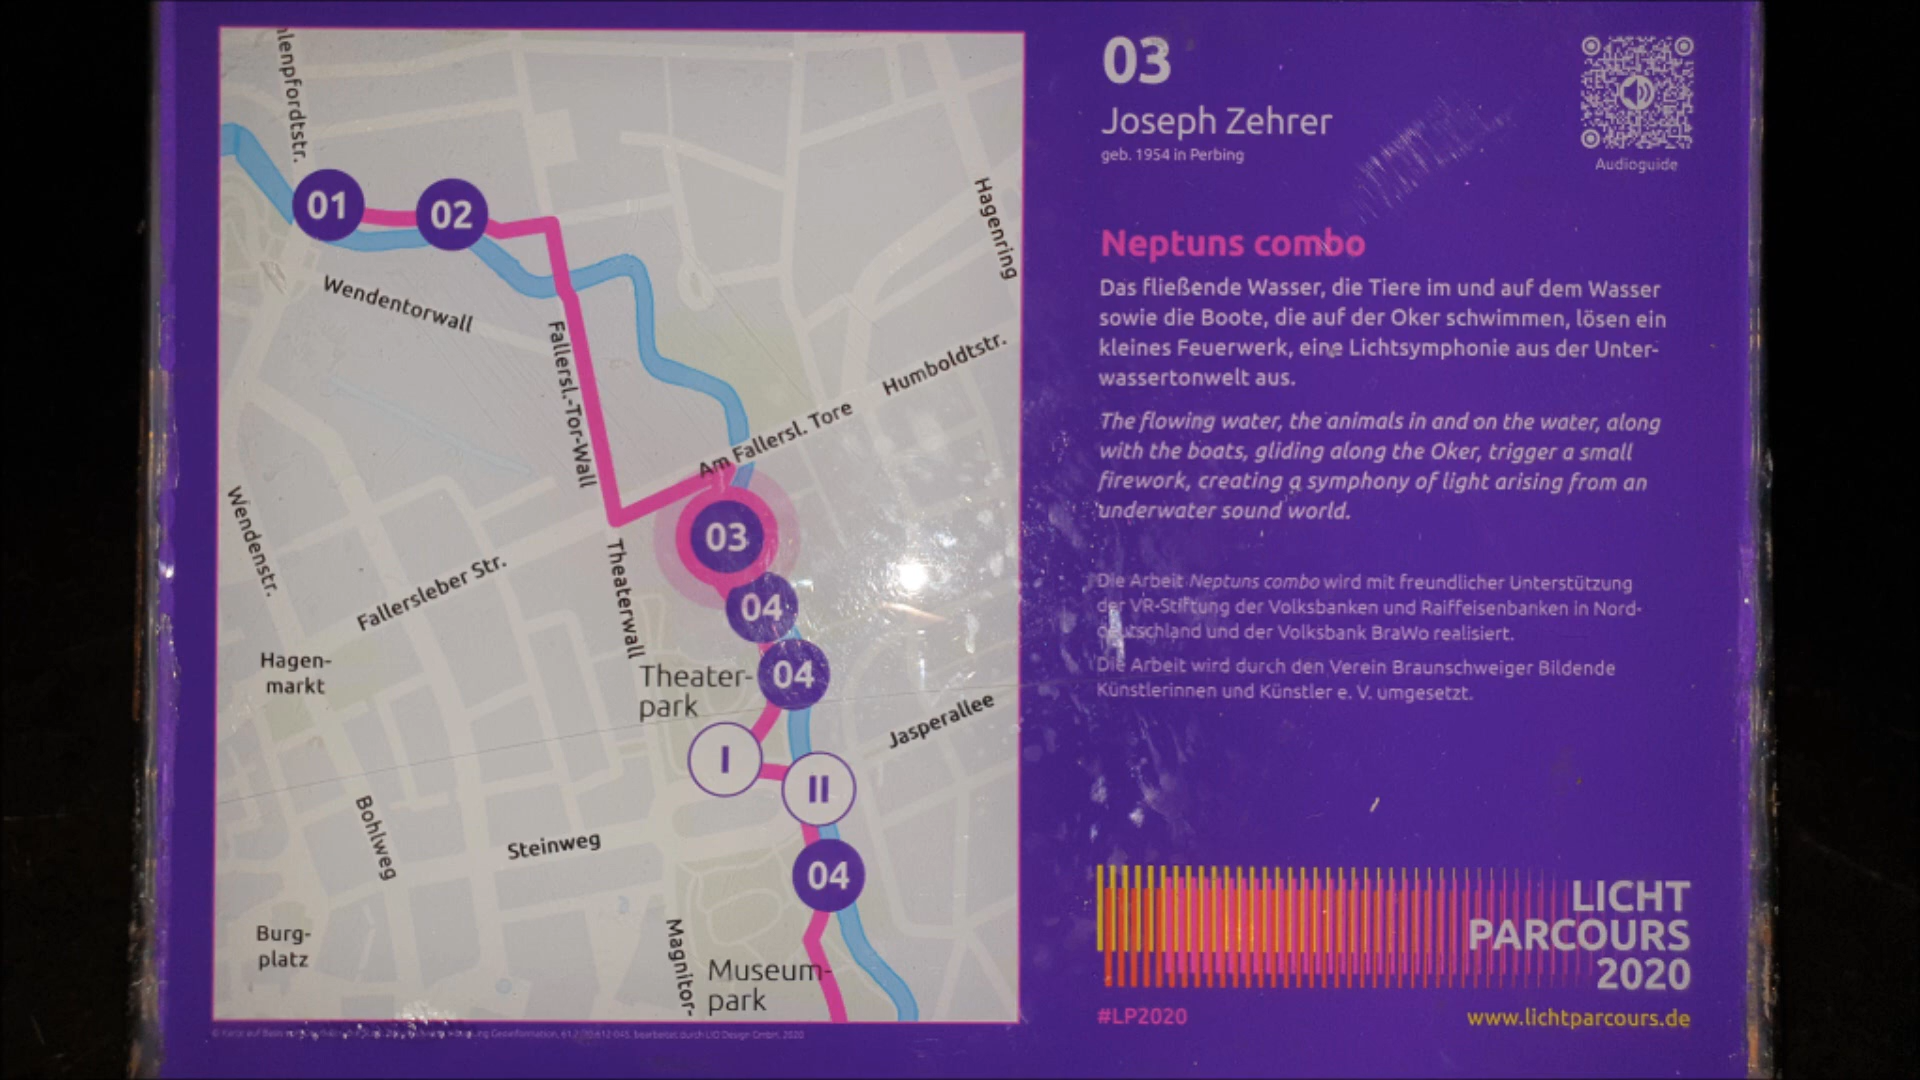 lenpfordtstr.
01
02
Hagenring
Wendentorwall
Fallersl.-Tor-Wall
Humboldtstr.
Am Fallersl. Tore
Wendenstr.
03
Fallersleber Str.
Theaterwall
04
Hagen-
markt
Theater-
park
04
Jasperallee
I
II
Bohlweg
Steinweg
04
Burg-
platz
Magnitor-
Museum-
park
bearbeitet durch LIO Design GmbH, 2020
03
Joseph Zehrer
geb. 1954 in Perbing
Audioguide
Neptuns combo
Das fließende Wasser, die Tiere im und auf dem Wasser
sowie die Boote, die auf der Oker schwimmen, lösen ein
kleines Feuerwerk, eine Lichtsymphonie aus der Unter-
wassertonwelt aus.
The flowing water, the animals in and on the water, along
with the boats, gliding along the Oker, trigger a small
firework, creating a symphony of light arising from an
underwater sound world.
Die Arbeit Neptuns combo wird mit freundlicher Unterstützung
der VR-Stiftung der Volksbanken und Raiffeisenbanken in Nord-
deutschland und der Volksbank BraWo realisiert.
Die Arbeit wird durch den Verein Braunschweiger Bildende
Künstlerinnen und Künstler e. V. umgesetzt.
LICHT
PARCOURS
2020
#LP2020
www.lichtparcours.de